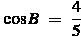 cosB = 4/5